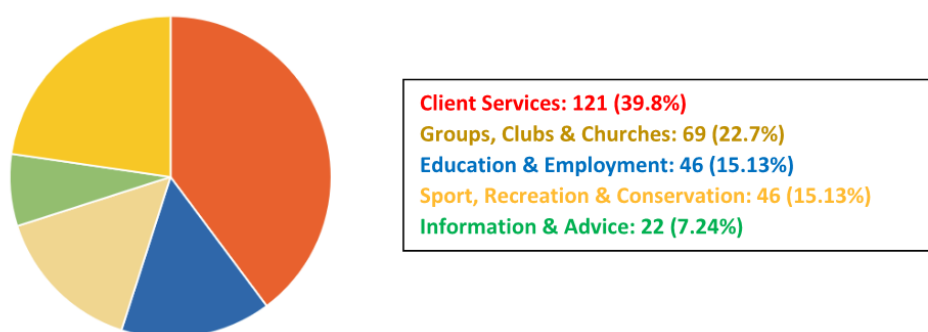 Client Services: 121 (39.8%)
Groups, Clubs & Churches: 69 (22.7%)
Education & Employment: 46 (15.13%)
Sport, Recreation & Conservation: 46 (15.13%)
Information & Advice: 22 (7.24%)